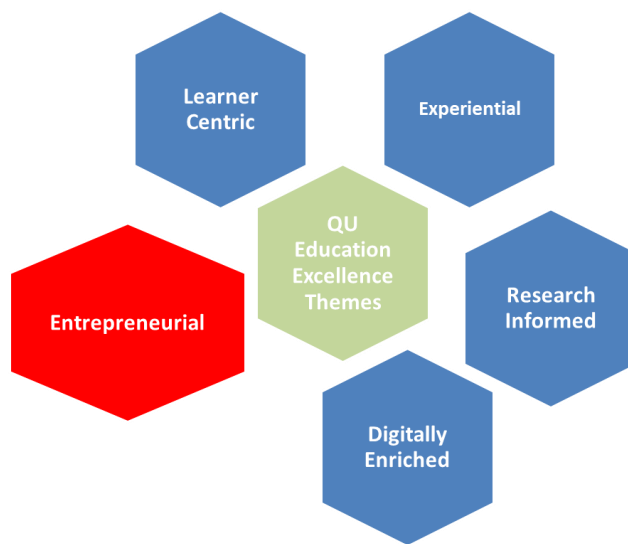 Learner
Centric
Experiential
QU
Education
Excellence
Themes
Entrepreneurial
Research
Informed
Digitally
Enriched